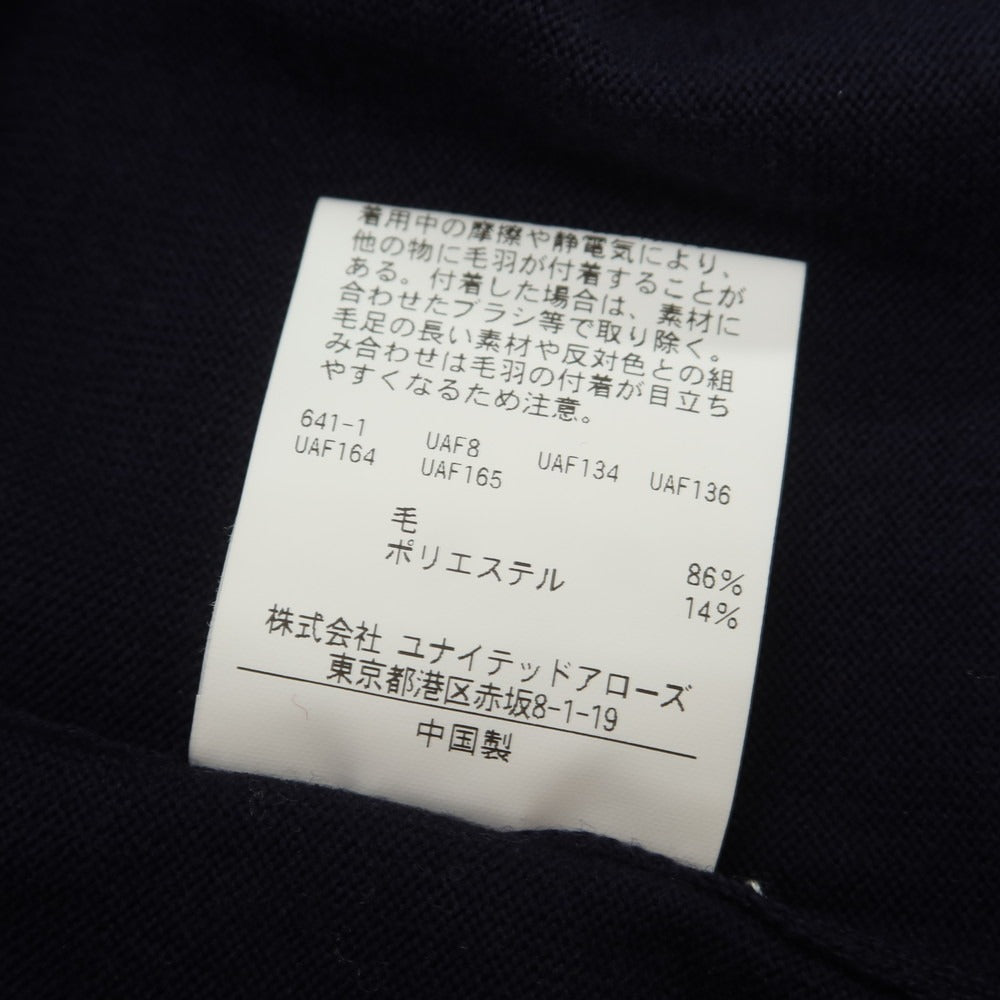 着用中の摩擦や静電気により、
他の物に毛羽が付着することが
ある。付着した場合は、素材に
合わせたブラシ等で取り除く。
毛足の長い素材や反対色との組
み合わせは毛羽の付着が目立ち
やすくなるため注意。
641-1 UAF8 UAF134 UAF136
UAF164 UAF165
毛 86%
ポリエステル 14%
株式会社 ユナイテッドアローズ
東京都港区赤坂8-1-19
中国製